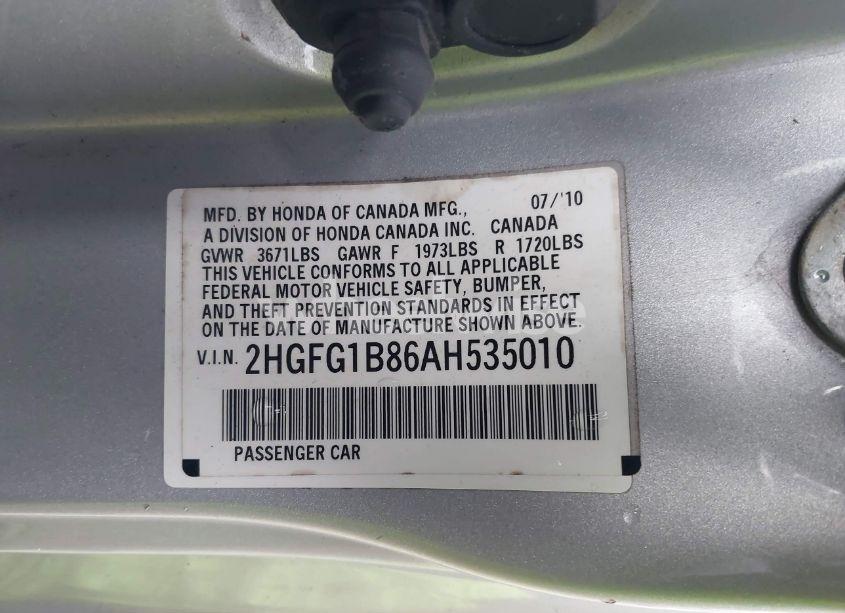 MFD. BY HONDA OF CANADA MFG., 07/'10
A DIVISION OF HONDA CANADA INC. CANADA
GVWR 3671LBS GAWR F 1973LBS R 1720LBS
THIS VEHICLE CONFORMS TO ALL APPLICABLE
FEDERAL MOTOR VEHICLE SAFETY, BUMPER,
AND THEFT PREVENTION STANDARDS IN EFFECT
ON THE DATE OF MANUFACTURE SHOWN ABOVE.
V.I.N. 2HGFG1B86AH535010
PASSENGER CAR